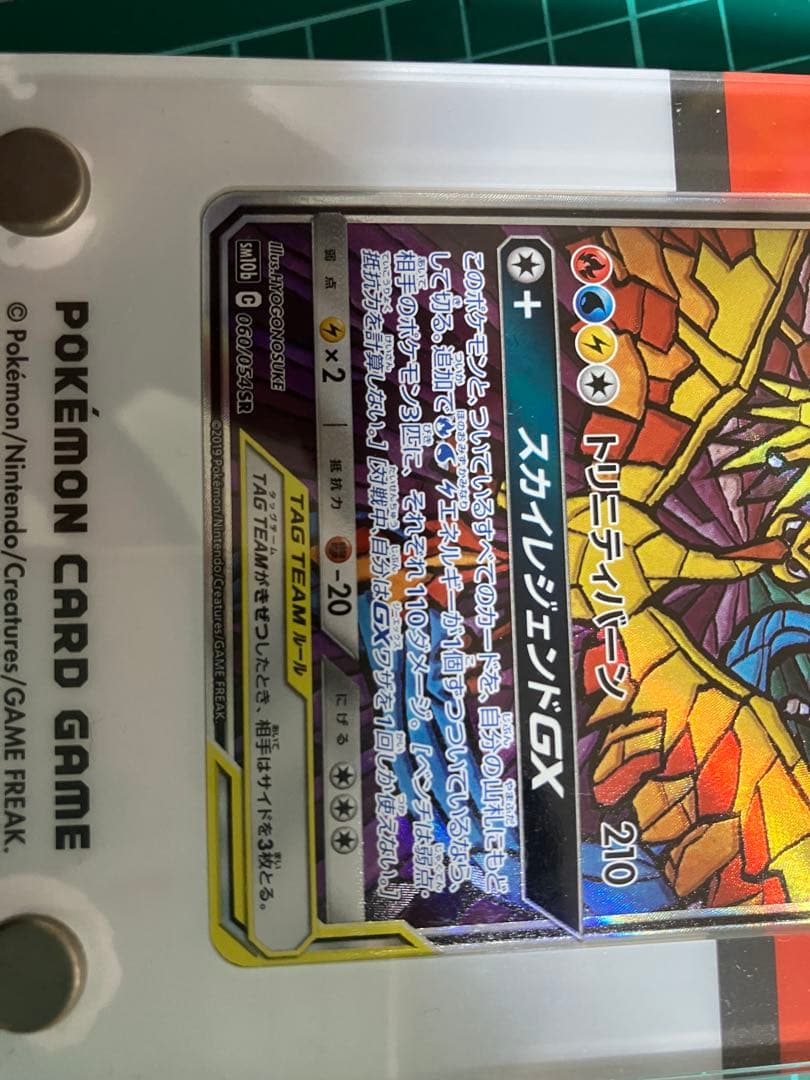 トリニティバーン 210
+ スカイレジェンドGX
このポケモンと、ついているすべてのカードを、自分の山札にもど
して切る。追加でエネルギーが1個ずつついているなら、
相手のポケモン3匹に、それぞれ110ダメージ。[ベンチは弱点・
抵抗力を計算しない。][対戦中、自分はGXワザを1回しか使えない。]
弱点 ×2 抵抗力 -20 にげる
Illus. HYOGONOSUKE
SM10b C 060/054 SR
TAG TEAM ルール
TAG TEAMがきぜつしたとき、相手はサイドを3枚とる。
©2019 Pokémon/Nintendo/Creatures/GAME FREAK.
POKÉMON CARD GAME
© Pokémon/Nintendo/Creatures/GAME FREAK.